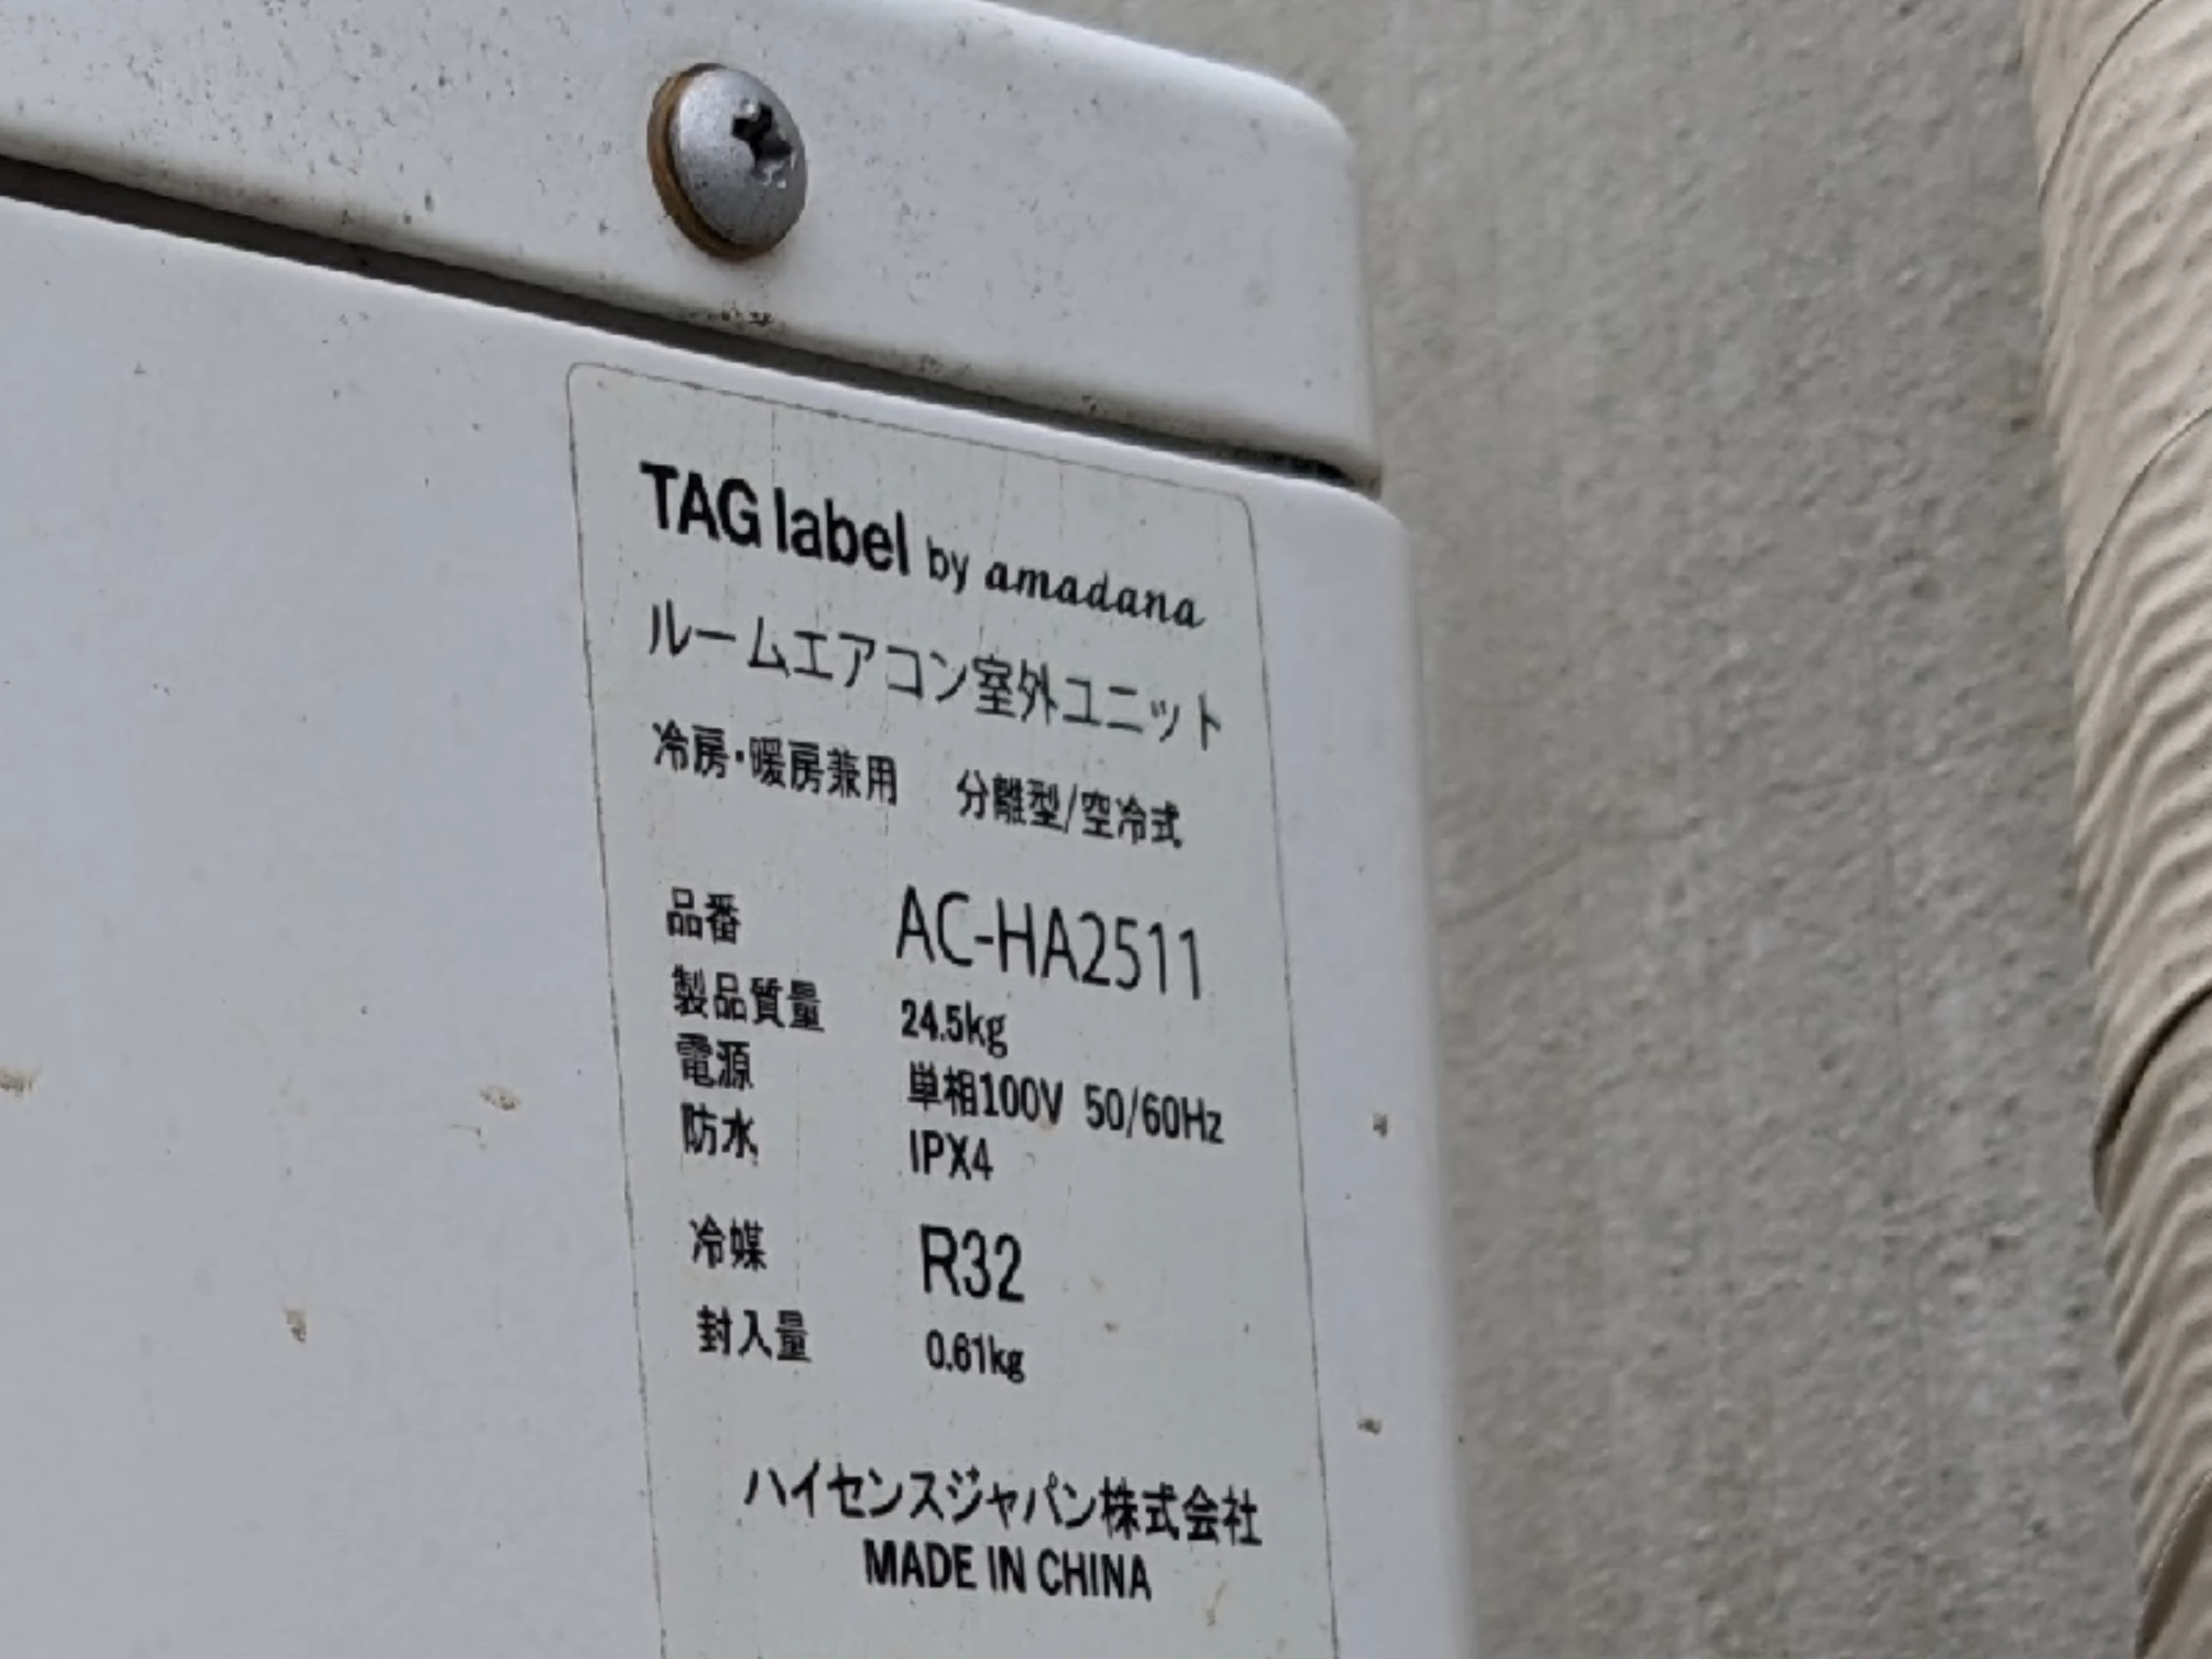 TAG label by amadana
ルームエアコン室外ユニット
冷房・暖房兼用 分離型/空冷式
品番 AC-HA2511
製品質量 24.5kg
電源 単相100V 50/60Hz
防水 IPX4
冷媒 R32
封入量 0.61kg
ハイセンスジャパン株式会社
MADE IN CHINA